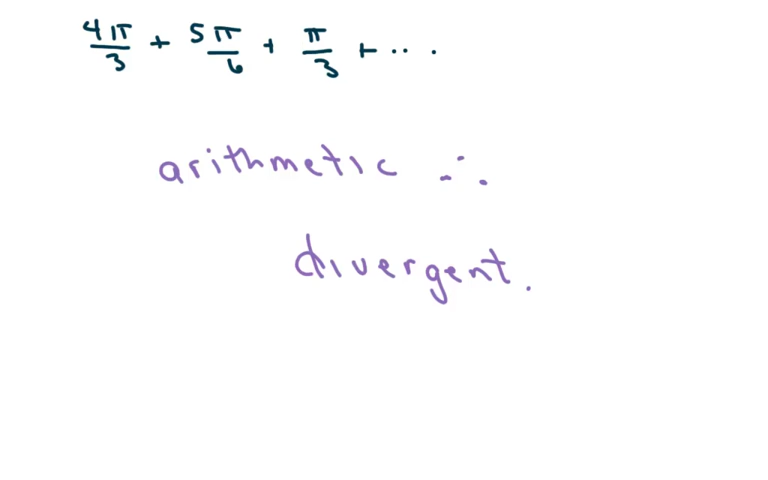 4π/3 + 5π/6 + π/3 + ...
arithmetic ∴
divergent.